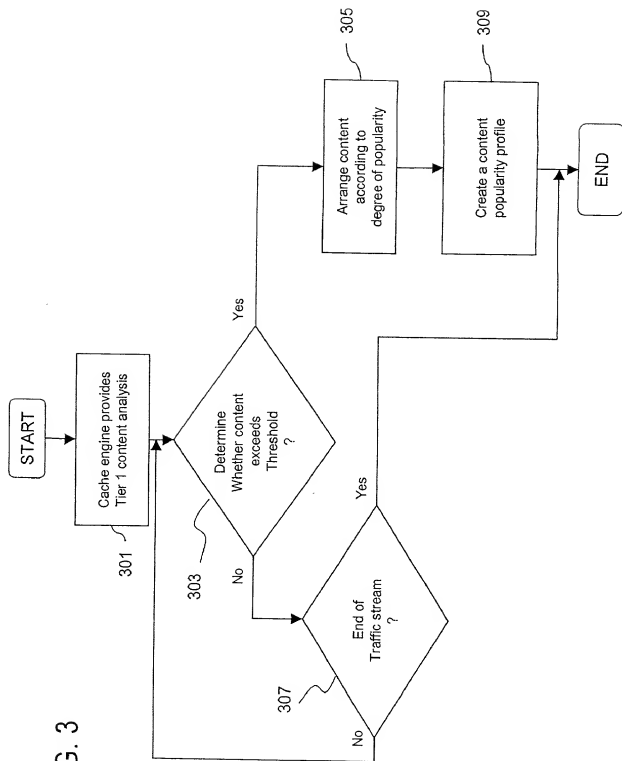 START
Cache engine provides
Tier 1 content analysis
301
Determine
Whether content
exceeds
Threshold
?
303
Yes
No
Arrange content
according to
degree of popularity
305
End of
Traffic stream
?
307
Yes
No
Create a content
popularity profile
309
END
G. 3